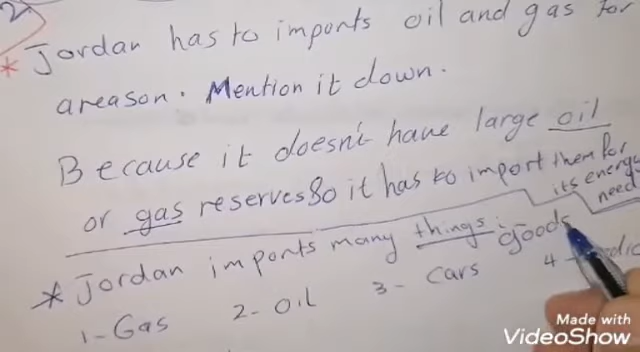 2
* Jordan has to imports oil and gas for
areason. Mention it down.
Because it doesn't have large oil
or gas reserves So it has to import them for
its energy
need
* Jordan imports many things : goods
1- Gas 2- Oil 3- Cars 4-
Made with
VideoShow